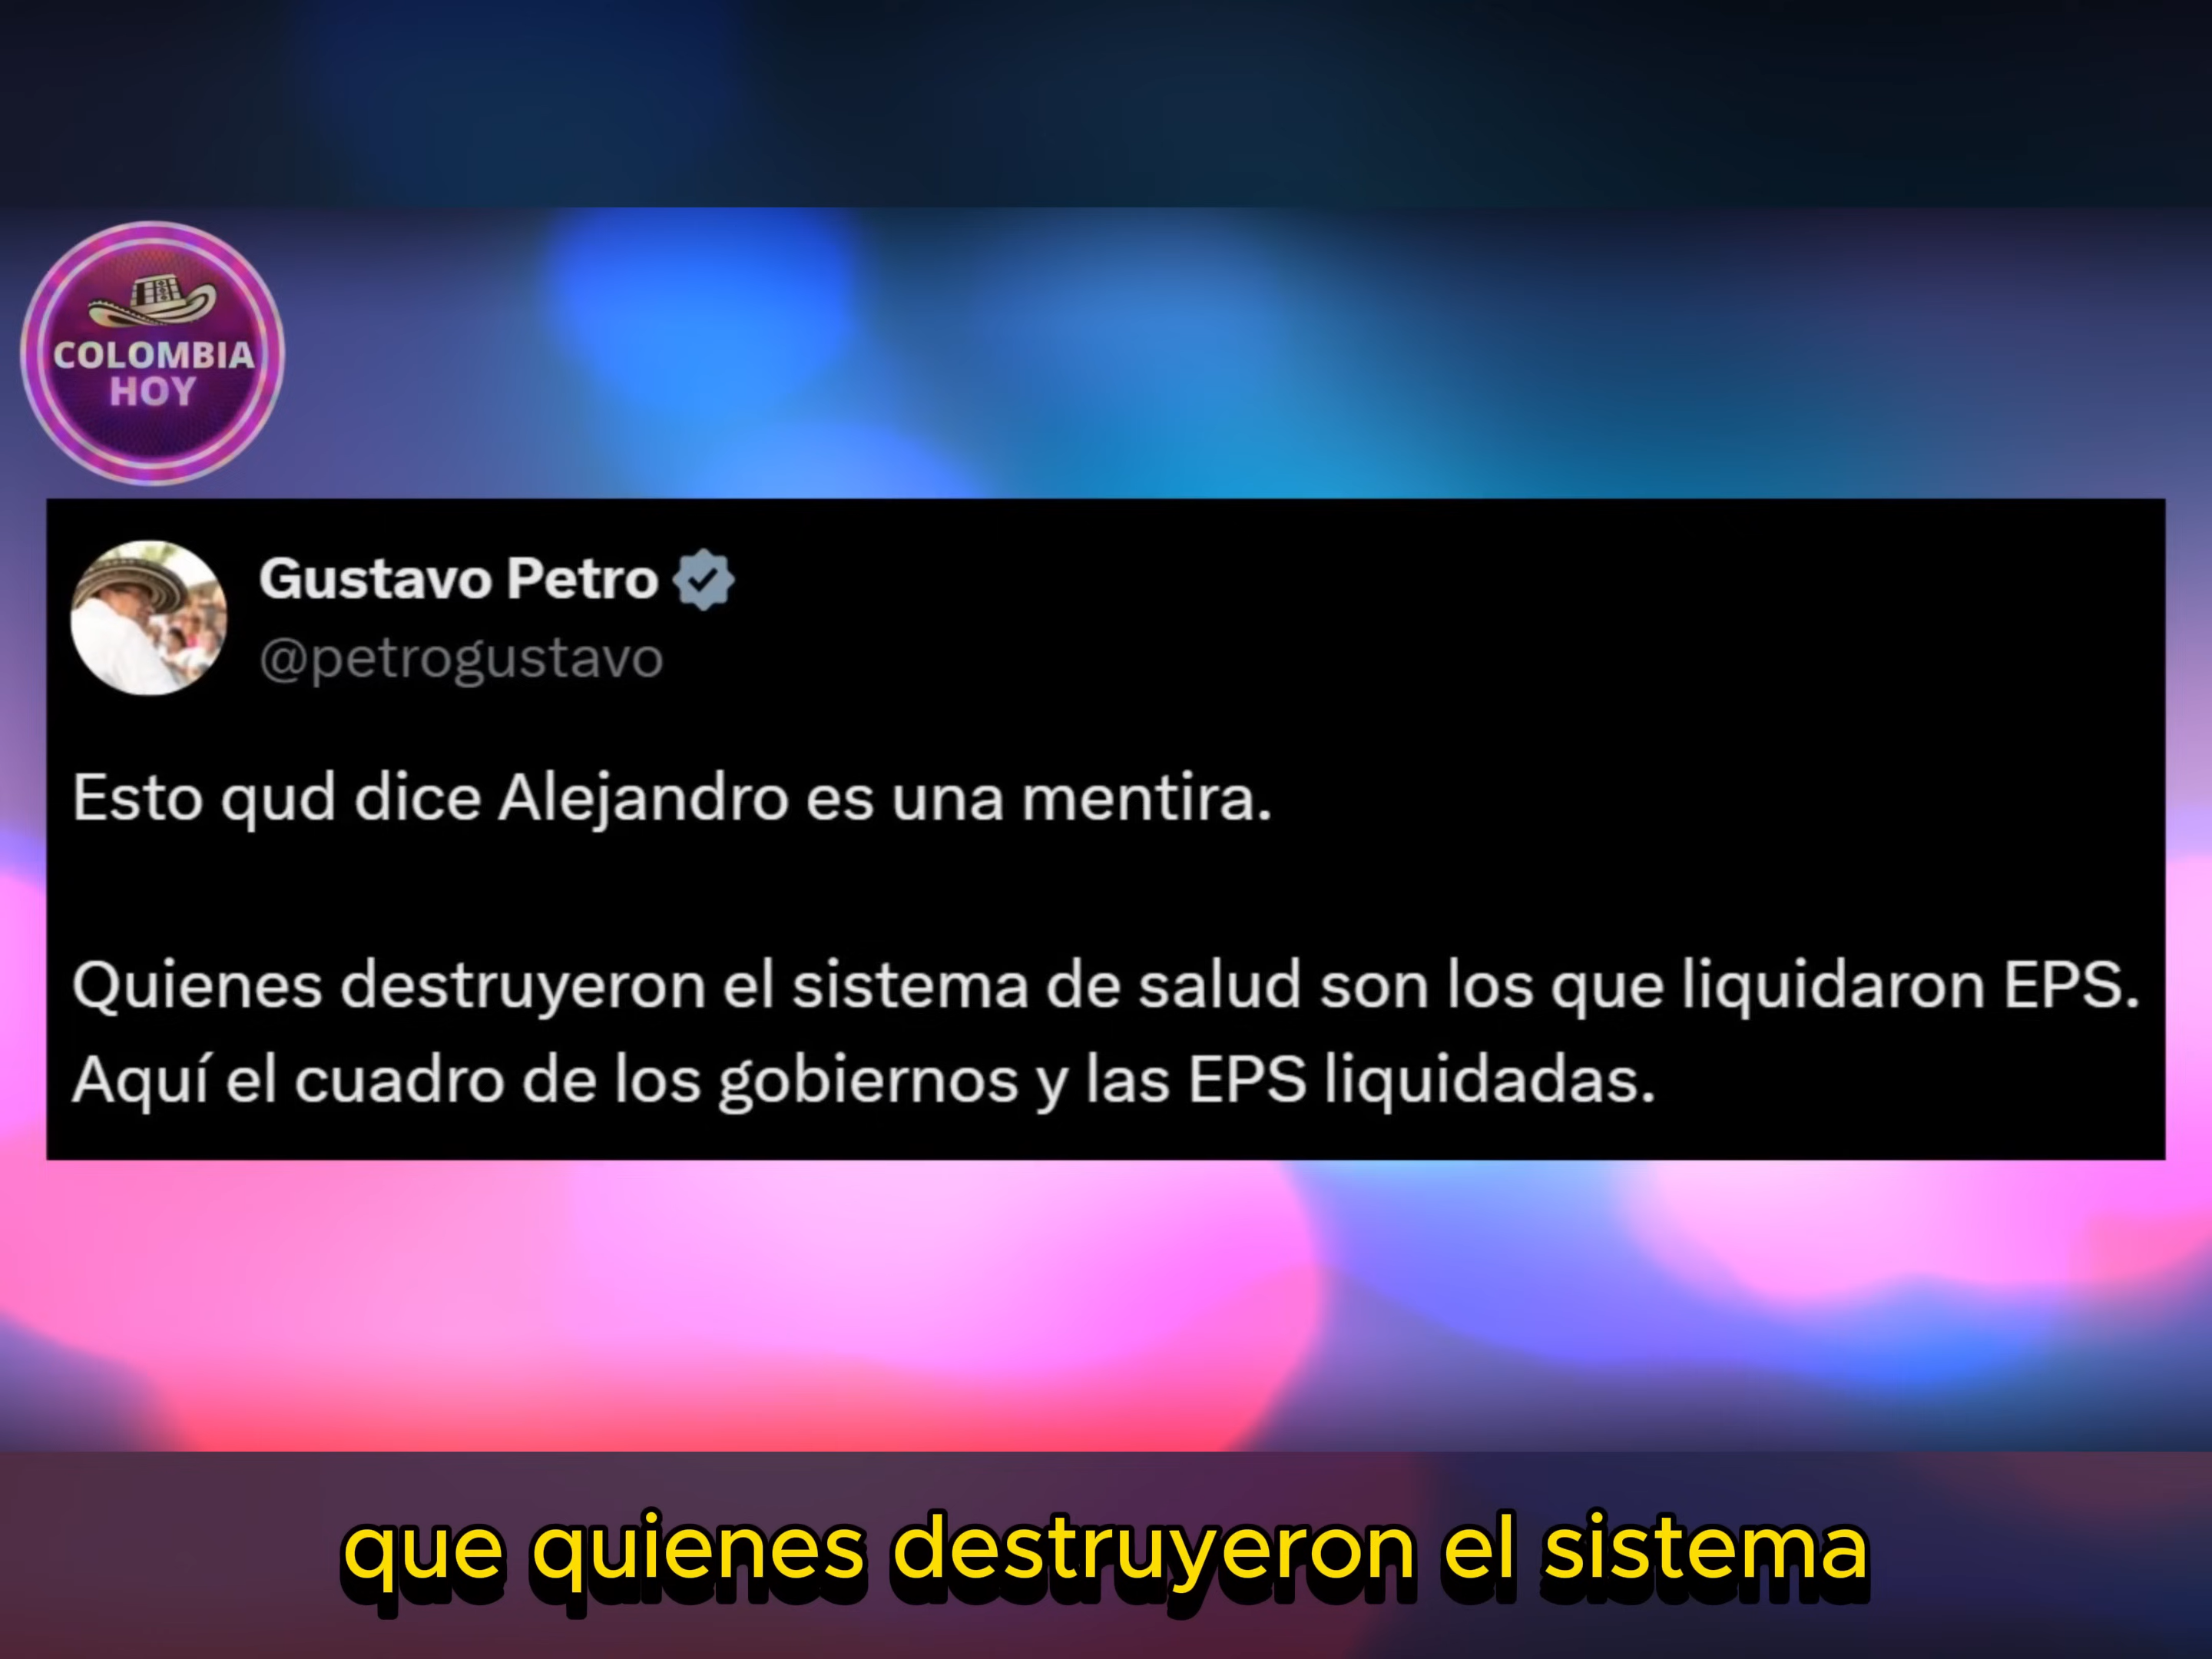 COLOMBIA
HOY
Gustavo Petro
@petrogustavo
Esto qud dice Alejandro es una mentira.
Quienes destruyeron el sistema de salud son los que liquidaron EPS.
Aquí el cuadro de los gobiernos y las EPS liquidadas.
que quienes destruyeron el sistema